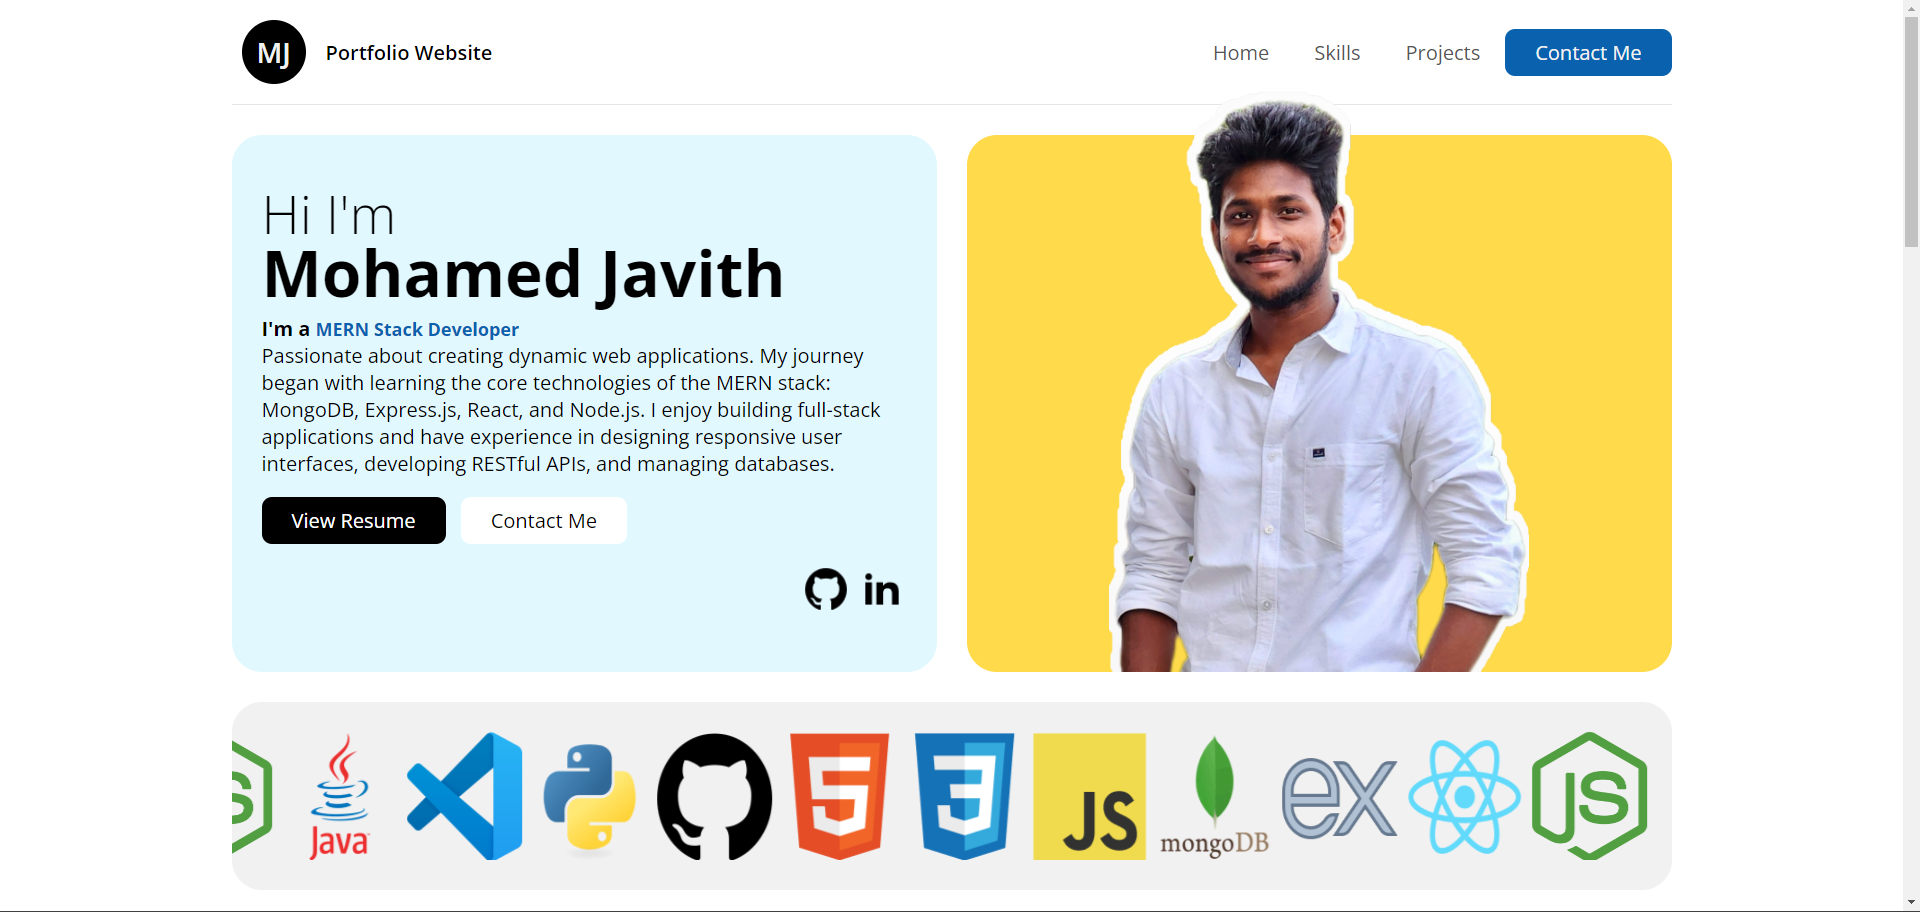 MJ
Portfolio Website
Home
Skills
Projects
Contact Me
Hi I'm
Mohamed Javith
I'm a MERN Stack Developer
Passionate about creating dynamic web applications. My journey
began with learning the core technologies of the MERN stack:
MongoDB, Express.js, React, and Node.js. I enjoy building full-stack
applications and have experience in designing responsive user
interfaces, developing RESTful APIs, and managing databases.
View Resume
Contact Me
in
S
Java
5
3
JS
mongoDB
ex
JS